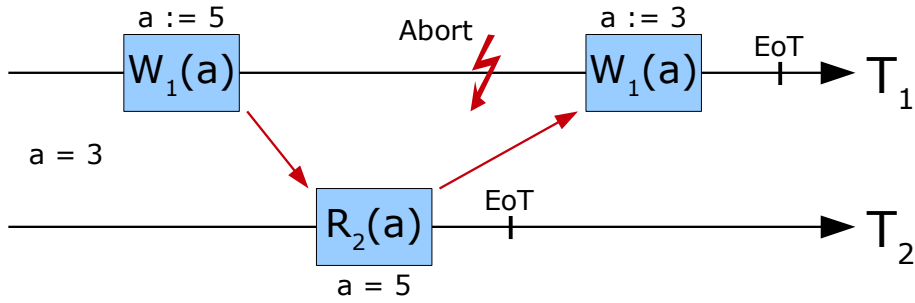 a := 5
Abort
a := 3
W₁(a)
W₁(a)
EoT
T₁
a = 3
R₂(a)
EoT
T₂
a = 5